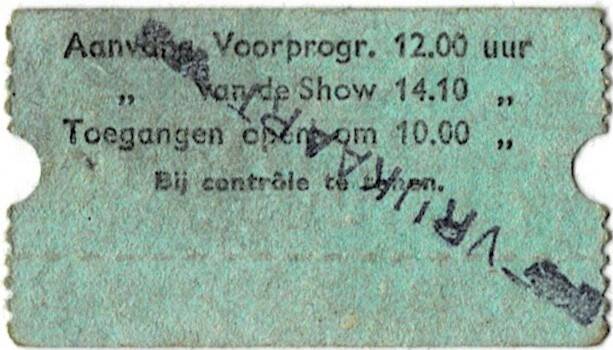 Aanvang Voorprogr. 12.00 uur
„ van de Show 14.10 „
Toegangen open om 10.00 „
Bij contrôle te tonen.
VRIJKAART